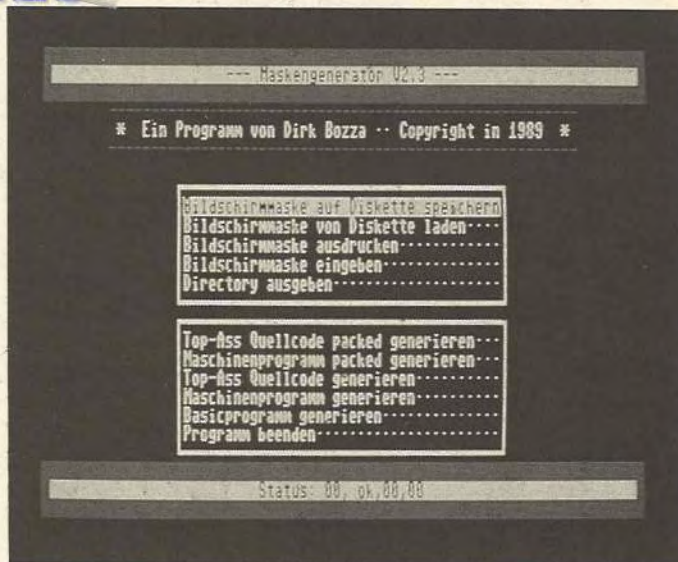 --- Maskengenerator V2.3 ---
* Ein Programm von Dirk Bozza ·· Copyright in 1989 *
Bildschirmmaske auf Diskette speichern
Bildschirmmaske von Diskette laden····
Bildschirmmaske ausdrucken············
Bildschirmmaske eingeben··············
Directory ausgeben····················
Top-Ass Quellcode packed generieren···
Maschinenprogramm packed generieren···
Top-Ass Quellcode generieren··········
Maschinenprogramm generieren··········
Basicprogramm generieren··············
Programm beenden······················
Status: 00, ok,00,00